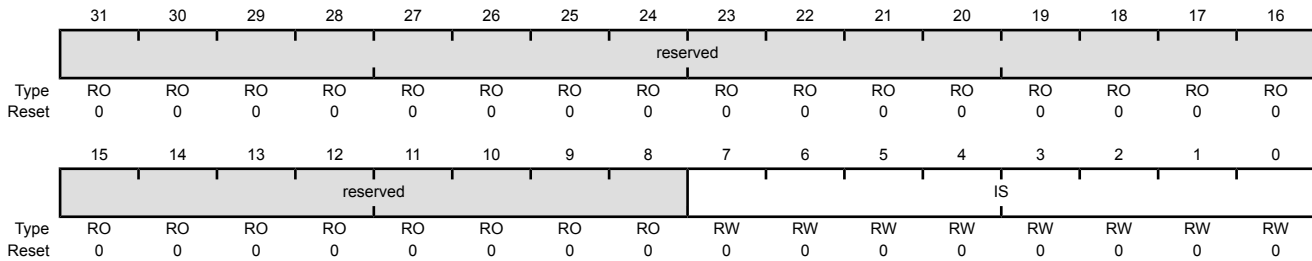 31 30 29 28 27 26 25 24 23 22 21 20 19 18 17 16
reserved
Type RO RO RO RO RO RO RO RO RO RO RO RO RO RO RO RO
Reset 0 0 0 0 0 0 0 0 0 0 0 0 0 0 0 0
15 14 13 12 11 10 9 8 7 6 5 4 3 2 1 0
reserved IS
Type RO RO RO RO RO RO RO RO RW RW RW RW RW RW RW RW
Reset 0 0 0 0 0 0 0 0 0 0 0 0 0 0 0 0